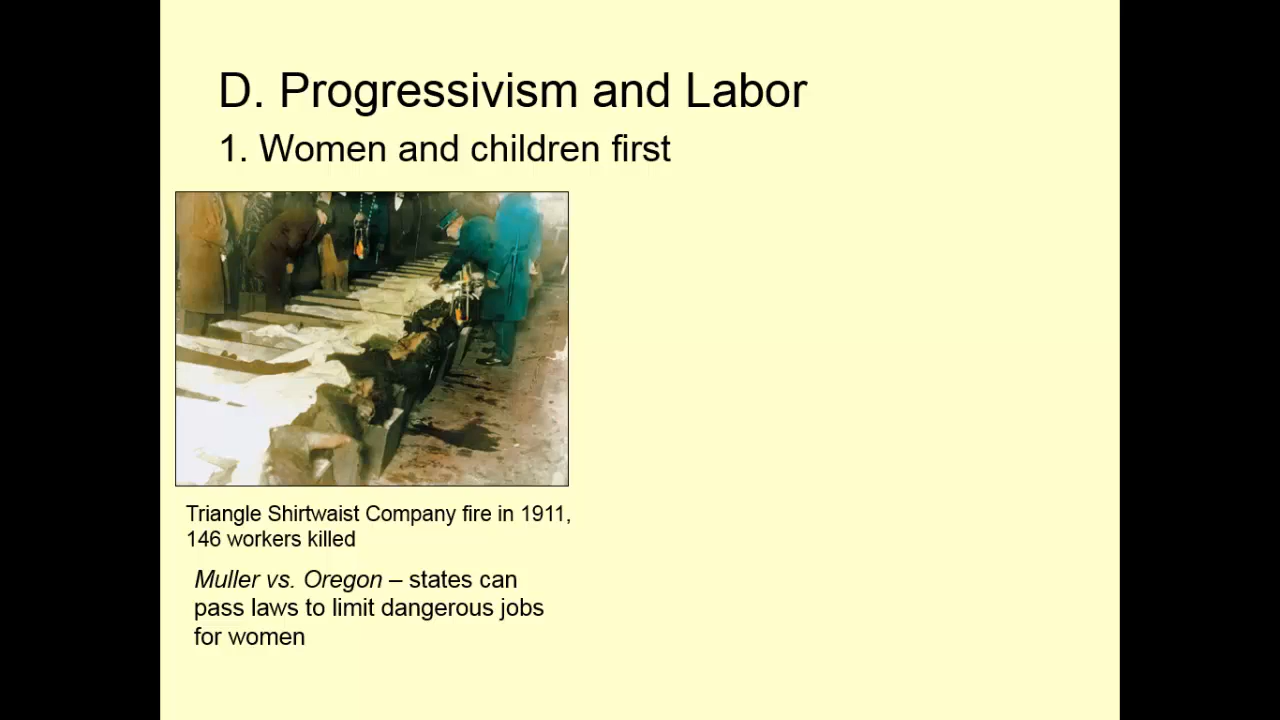 D. Progressivism and Labor
1. Women and children first
Triangle Shirtwaist Company fire in 1911,
146 workers killed
Muller vs. Oregon – states can
pass laws to limit dangerous jobs
for women